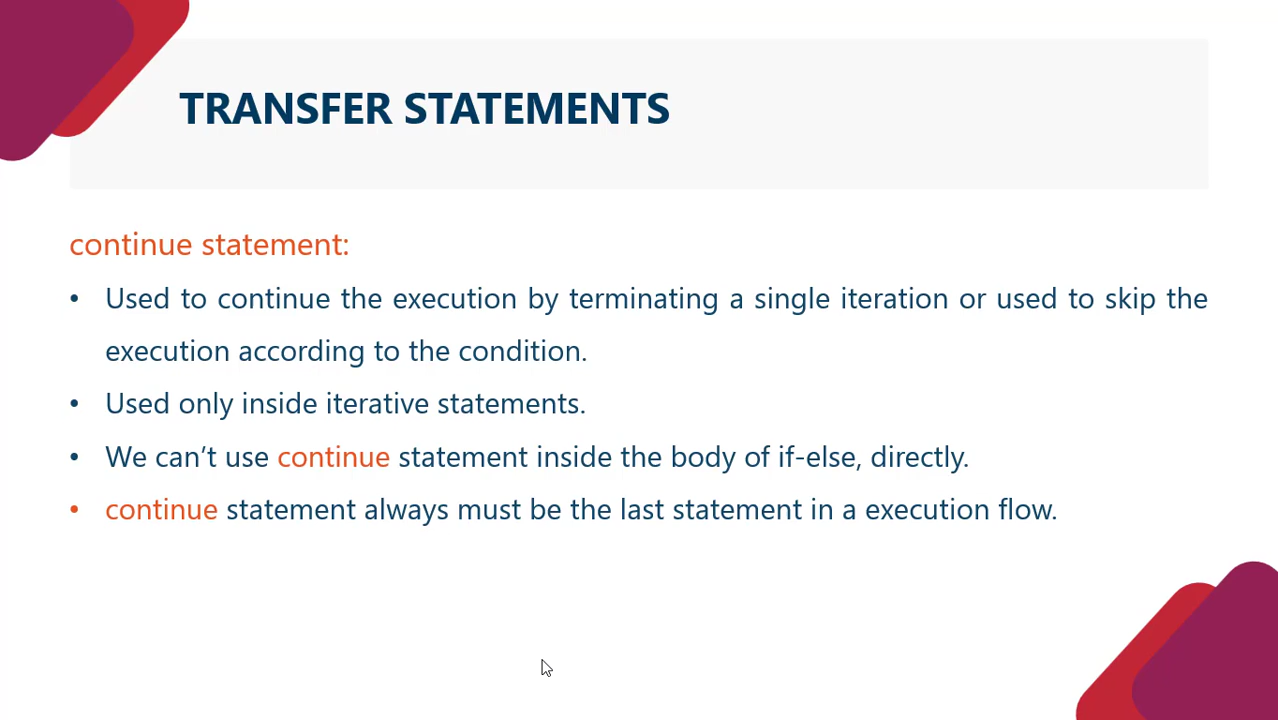 TRANSFER STATEMENTS
continue statement:
• Used to continue the execution by terminating a single iteration or used to skip the
execution according to the condition.
• Used only inside iterative statements.
• We can’t use continue statement inside the body of if-else, directly.
• continue statement always must be the last statement in a execution flow.